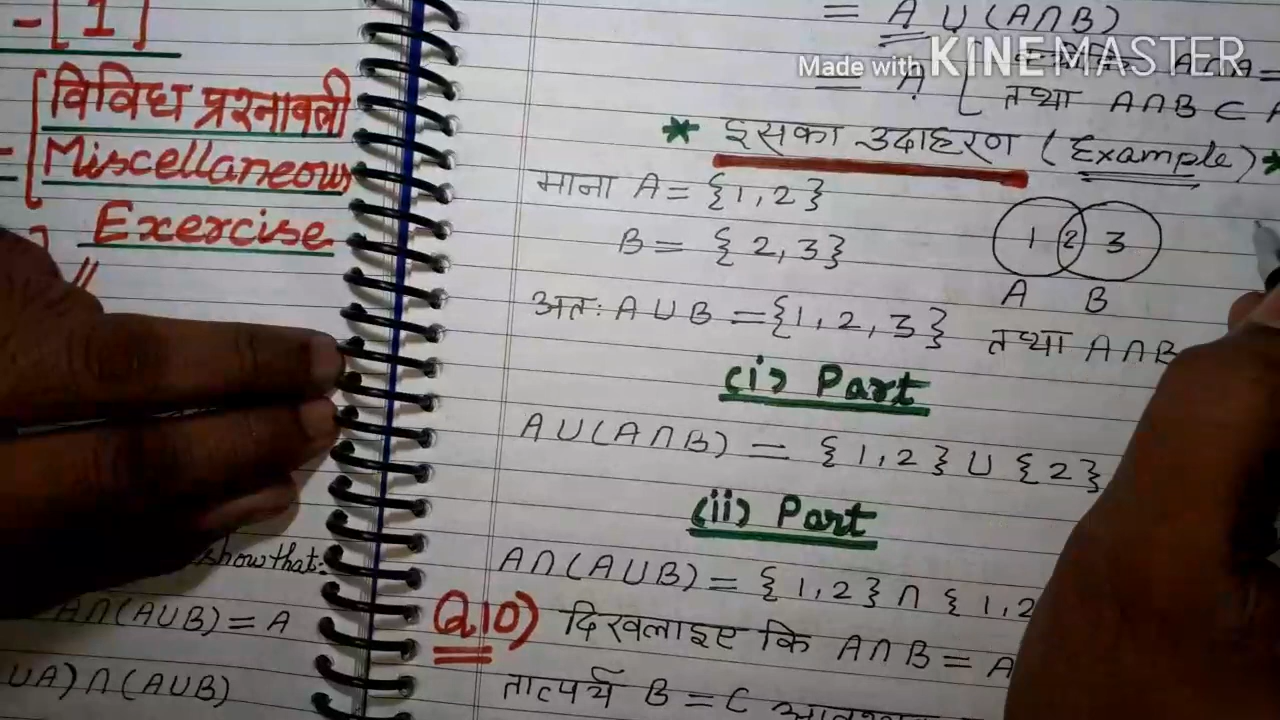 -[1]
विविध प्रश्नावली
Miscellaneous
Exercise
show that:
A∩(A∪B) = A
∪A)∩(A∪B)
= A ∪ (A∩B)
Made with KINEMASTER
= A
तथा A∩B ⊂
* इसका उदाहरण (Example) *
माना A = {1, 2}
B = {2, 3}
1 2 3
A B
अतः A ∪ B = {1, 2, 3} तथा A∩B
(i) Part
A∪(A∩B) = {1, 2} ∪ {2}
(ii) Part
A∩(A∪B) = {1, 2} ∩ {1, 2
Q.10) दिखलाइए कि A∩B = A
तात्पर्य B = C